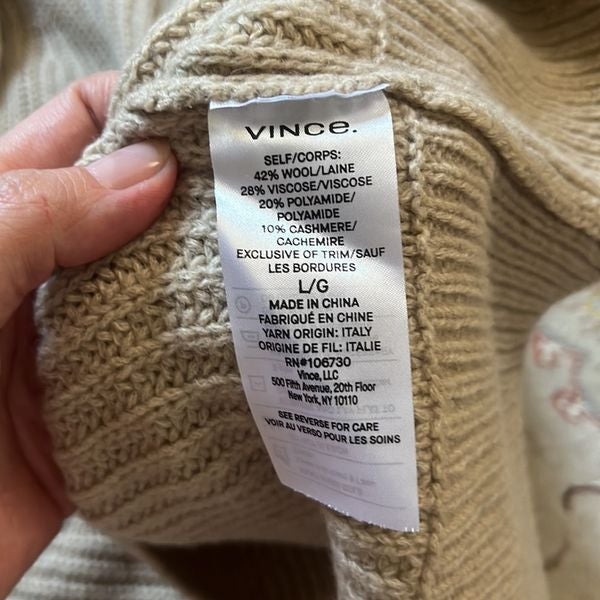 VINCE.
SELF/CORPS:
42% WOOL/LAINE
28% VISCOSE/VISCOSE
20% POLYAMIDE/
POLYAMIDE
10% CASHMERE/
CACHEMIRE
EXCLUSIVE OF TRIM/SAUF
LES BORDURES
L/G
MADE IN CHINA
FABRIQUÉ EN CHINE
YARN ORIGIN: ITALY
ORIGINE DE FIL: ITALIE
RN#106730
Vince, LLC
500 Fifth Avenue, 20th Floor
New York, NY 10110
SEE REVERSE FOR CARE
VOIR AU VERSO POUR LES SOINS